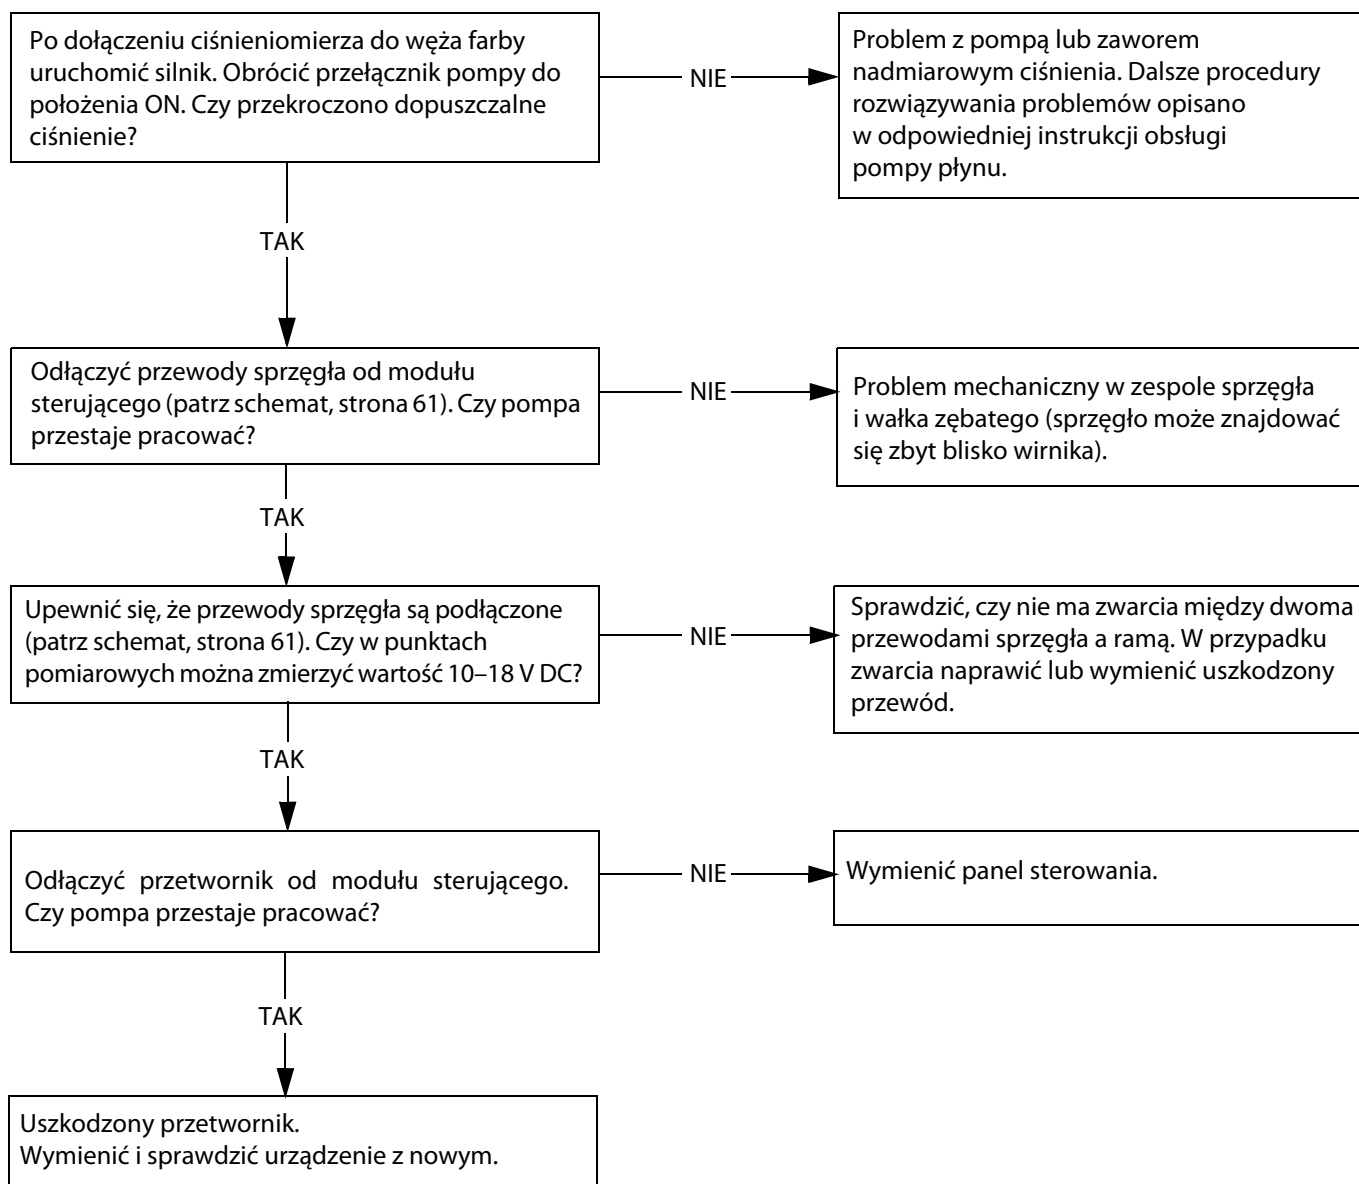 Po dołączeniu ciśnieniomierza do węża farby
uruchomić silnik. Obrócić przełącznik pompy do
położenia ON. Czy przekroczono dopuszczalne
ciśnienie?
NIE
Problem z pompą lub zaworem
nadmiarowym ciśnienia. Dalsze procedury
rozwiązywania problemów opisano
w odpowiedniej instrukcji obsługi
pompy płynu.
TAK
Odłączyć przewody sprzęgła od modułu
sterującego (patrz schemat, strona 61). Czy pompa
przestaje pracować?
NIE
Problem mechaniczny w zespole sprzęgła
i wałka zębatego (sprzęgło może znajdować
się zbyt blisko wirnika).
TAK
Upewnić się, że przewody sprzęgła są podłączone
(patrz schemat, strona 61). Czy w punktach
pomiarowych można zmierzyć wartość 10–18 V DC?
NIE
Sprawdzić, czy nie ma zwarcia między dwoma
przewodami sprzęgła a ramą. W przypadku
zwarcia naprawić lub wymienić uszkodzony
przewód.
TAK
Odłączyć przetwornik od modułu sterującego.
Czy pompa przestaje pracować?
NIE
Wymienić panel sterowania.
TAK
Uszkodzony przetwornik.
Wymienić i sprawdzić urządzenie z nowym.